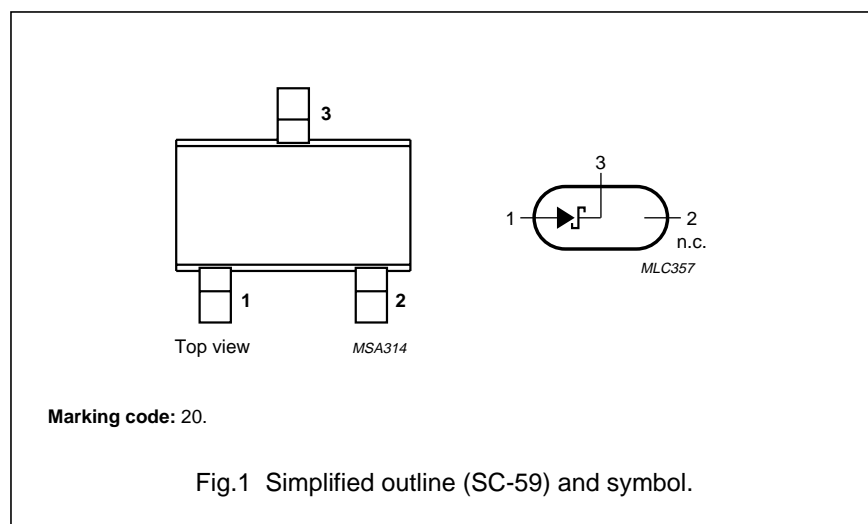 3
1
2
Top view
MSA314
3
1
2
n.c.
MLC357
Marking code: 20.
Fig.1 Simplified outline (SC-59) and symbol.